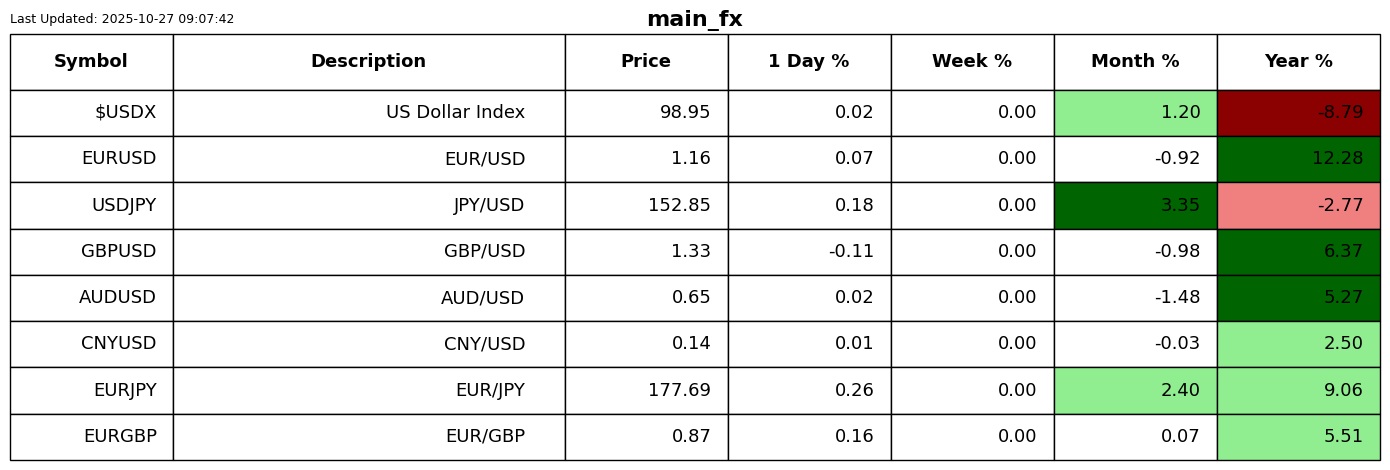 Last Updated: 2025-10-27 09:07:42
main_fx
Symbol Description Price 1 Day % Week % Month % Year %
$USDX US Dollar Index 98.95 0.02 0.00 1.20 -8.79
EURUSD EUR/USD 1.16 0.07 0.00 -0.92 12.28
USDJPY JPY/USD 152.85 0.18 0.00 3.35 -2.77
GBPUSD GBP/USD 1.33 -0.11 0.00 -0.98 6.37
AUDUSD AUD/USD 0.65 0.02 0.00 -1.48 5.27
CNYUSD CNY/USD 0.14 0.01 0.00 -0.03 2.50
EURJPY EUR/JPY 177.69 0.26 0.00 2.40 9.06
EURGBP EUR/GBP 0.87 0.16 0.00 0.07 5.51